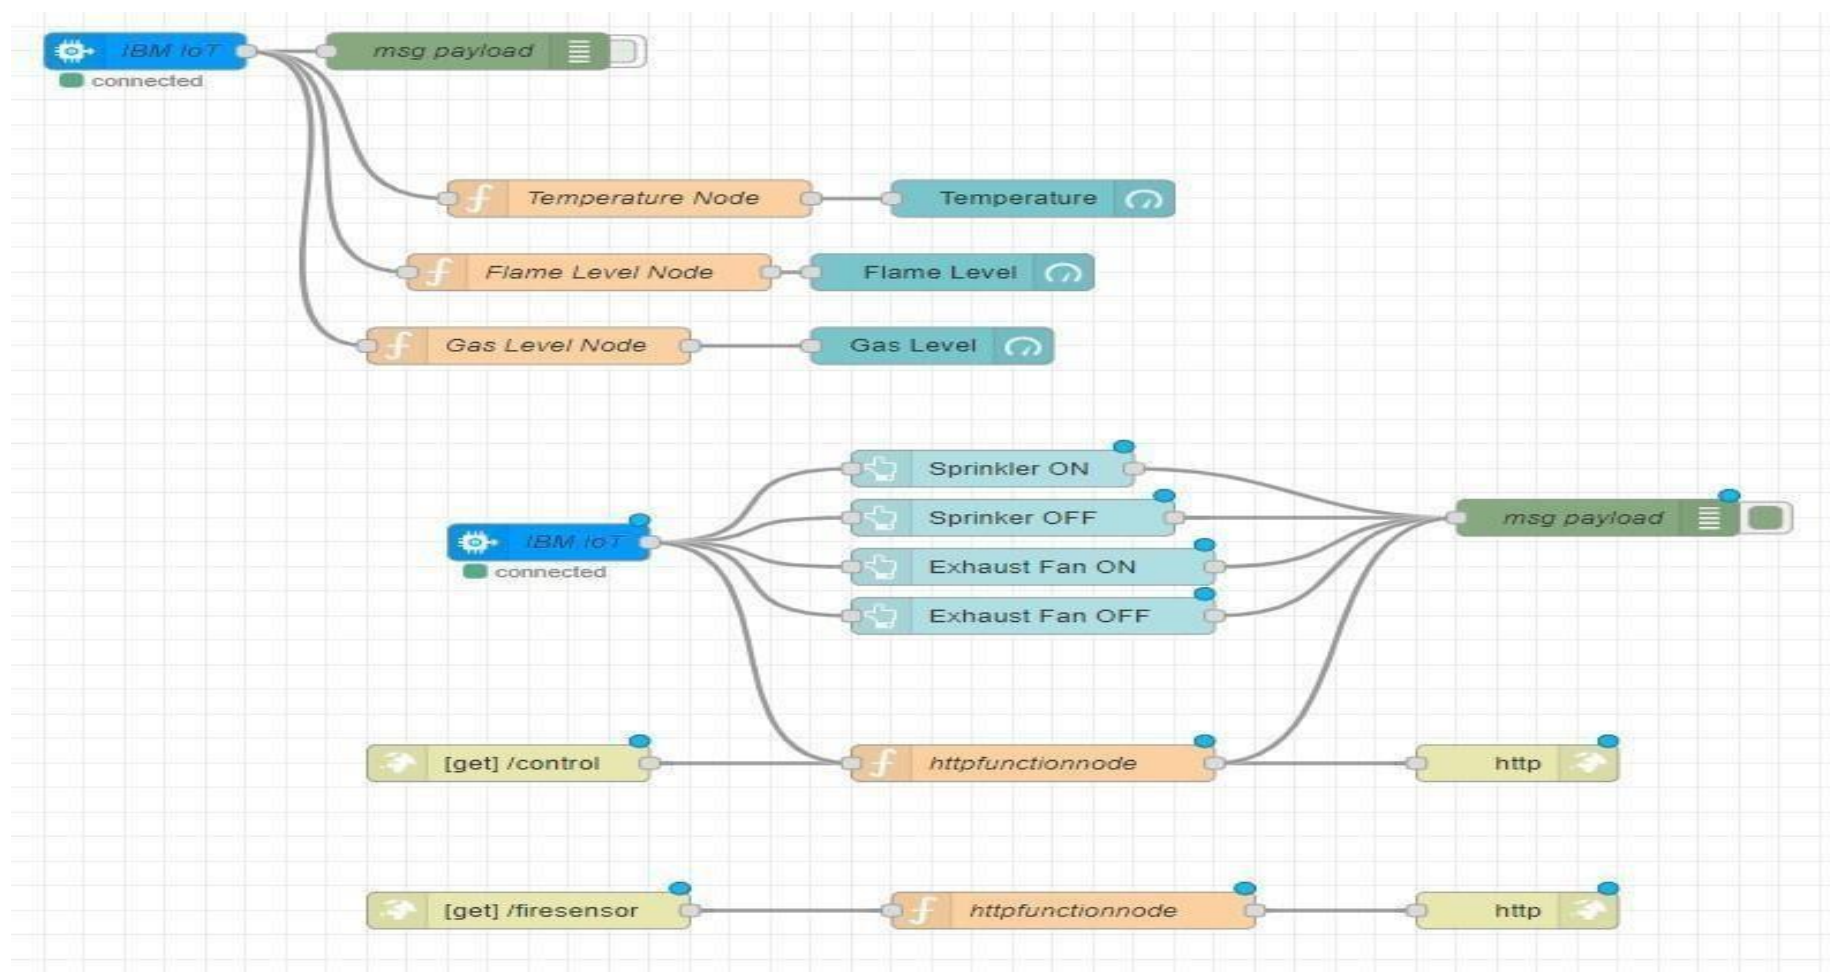 IBM IoT
msg payload
connected
Temperature Node
Temperature
Flame Level Node
Flame Level
Gas Level Node
Gas Level
Sprinkler ON
Sprinker OFF
msg payload
IBM IoT
connected
Exhaust Fan ON
Exhaust Fan OFF
[get] /control
httpfunctionnode
http
[get] /firesensor
httpfunctionnode
http